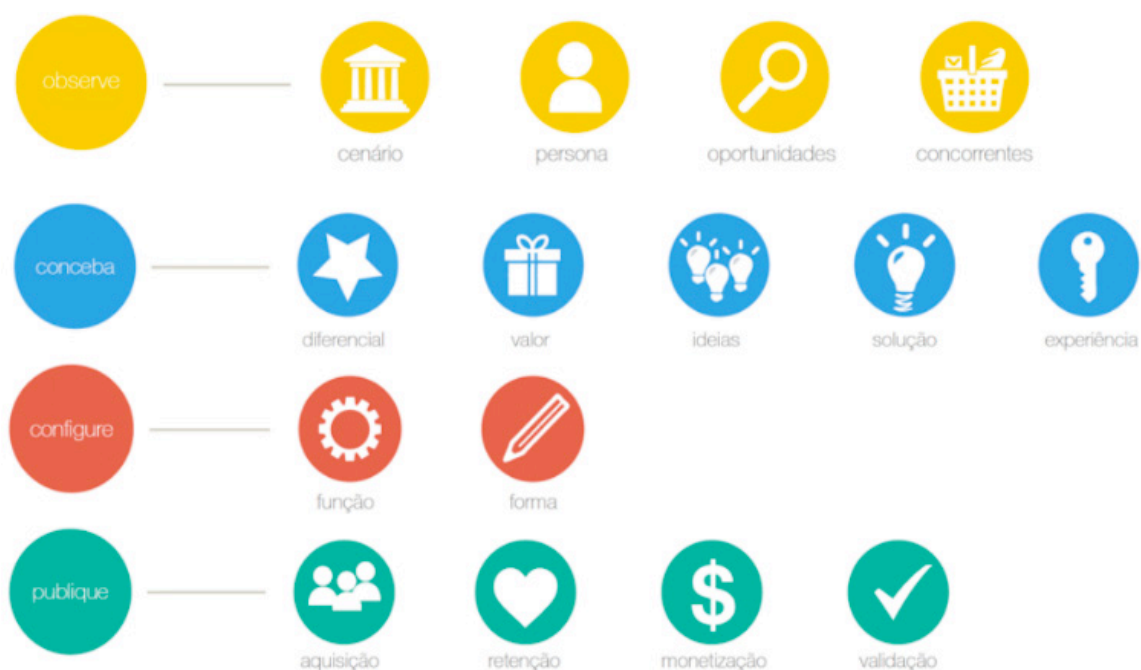 observe
cenário persona oportunidades concorrentes
conceba
diferencial valor ideias solução experiência
configure
função forma
publique
aquisição retenção monetização validação